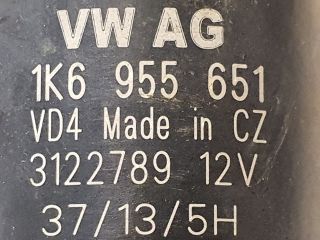 VW AG
1K6 955 651
VD4 Made in CZ
3122789 12V
37/13/5H